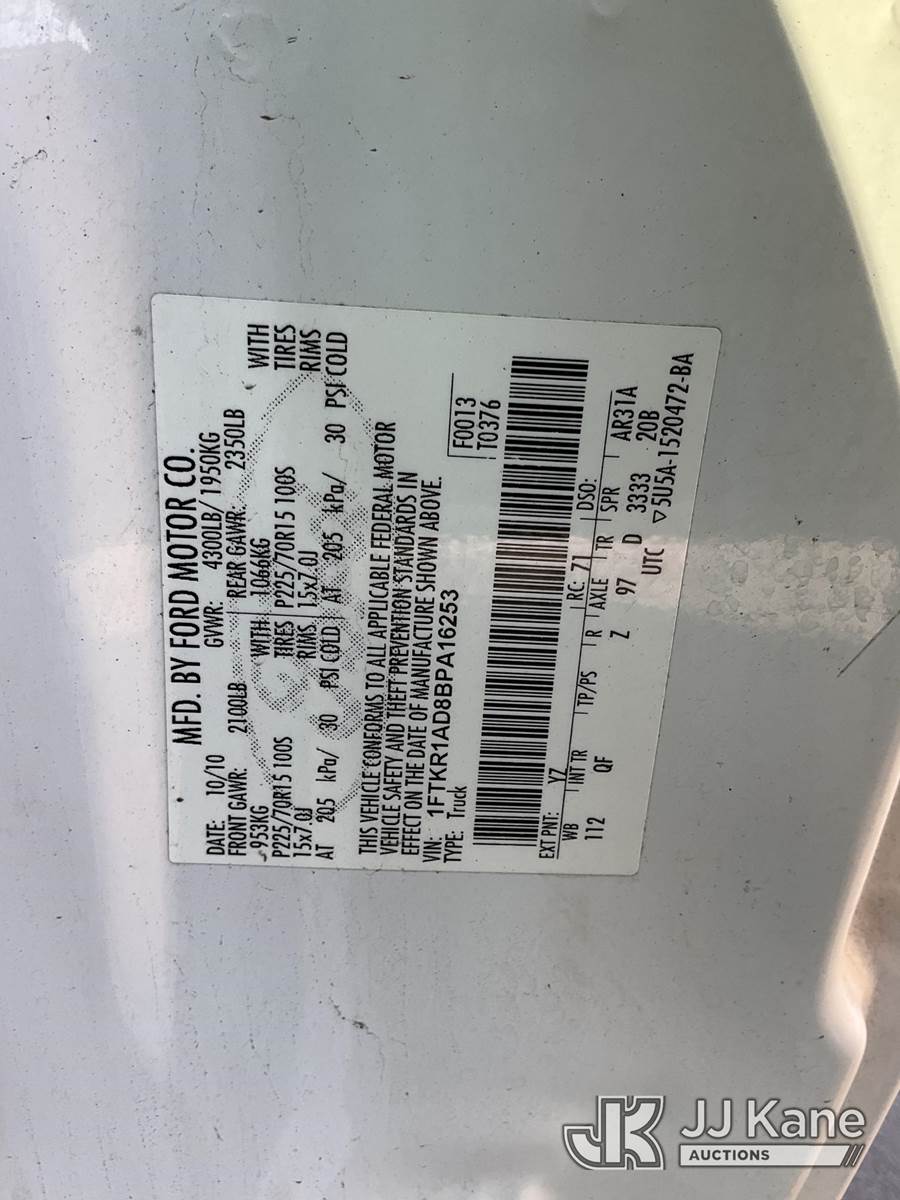 MFD. BY FORD MOTOR CO.
DATE: 10/10 GVWR: 4300LB/ 1950KG
FRONT GAWR: 2100LB REAR GAWR: 2350LB
953KG WITH 1066KG WITH
P225/70R15 100S TIRES P225/70R15 100S TIRES
15x7.0J RIMS 15x7.0J RIMS
AT 205 kPa/ 30 PSI COLD AT 205 kPa/ 30 PSI COLD
THIS VEHICLE CONFORMS TO ALL APPLICABLE FEDERAL MOTOR
VEHICLE SAFETY AND THEFT PREVENTION STANDARDS IN
EFFECT ON THE DATE OF MANUFACTURE SHOWN ABOVE.
VIN: 1FTKR1AD8BPA16253
TYPE: Truck
F0013
T0376
EXT PNT: YZ RC: 71 DSO:
WB INT TR TP/PS R AXLE TR SPR AR31A
112 QF Z 97 D 3333 20B
UTC ▽5U5A-1520472-BA
JK JJ Kane
AUCTIONS